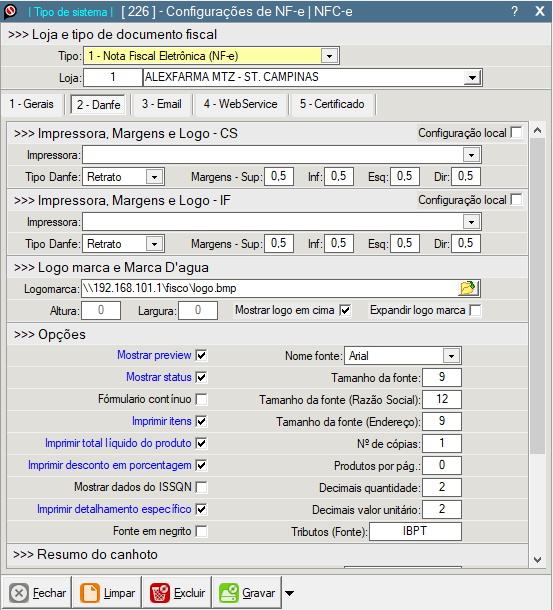 | Tipo de sistema | [ 226 ] - Configurações de NF-e | NFC-e ? X
>>> Loja e tipo de documento fiscal
Tipo: 1 - Nota Fiscal Eletrônica (NF-e)
Loja: 1 ALEXFARMA MTZ - ST. CAMPINAS
1 - Gerais 2 - Danfe 3 - Email 4 - WebService 5 - Certificado
>>> Impressora, Margens e Logo - CS Configuração local
Impressora:
Tipo Danfe: Retrato Margens - Sup: 0,5 Inf: 0,5 Esq: 0,5 Dir: 0,5
>>> Impressora, Margens e Logo - IF Configuração local
Impressora:
Tipo Danfe: Retrato Margens - Sup: 0,5 Inf: 0,5 Esq: 0,5 Dir: 0,5
>>> Logo marca e Marca D'agua
Logomarca: \\192.168.101.1\fisco\logo.bmp
Altura: 0 Largura: 0 Mostrar logo em cima Expandir logo marca
>>> Opções
Mostrar preview Nome fonte: Arial
Mostrar status Tamanho da fonte: 9
Fórmulario contínuo Tamanho da fonte (Razão Social): 12
Imprimir itens Tamanho da fonte (Endereço): 9
Imprimir total líquido do produto Nº de cópias: 1
Imprimir desconto em porcentagem Produtos por pág.: 0
Mostrar dados do ISSQN Decimais quantidade: 2
Imprimir detalhamento específico Decimais valor unitário: 2
Fonte em negrito Tributos (Fonte): IBPT
>>> Resumo do canhoto
Fechar Limpar Excluir Gravar